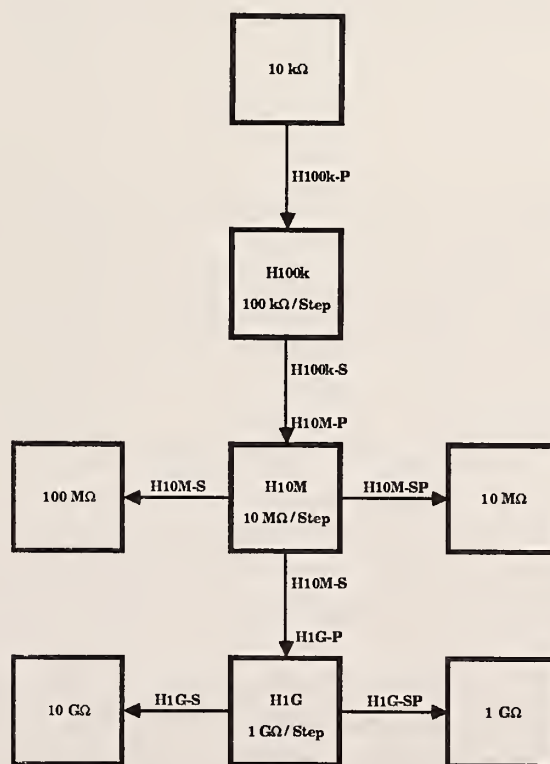 10 kΩ
H100k-P
H100k
100 kΩ/Step
H100k-S
H10M-P
100 MΩ
H10M-S
H10M
10 MΩ/Step
H10M-SP
10 MΩ
H10M-S
H1G-P
10 GΩ
H1G-S
H1G
1 GΩ/Step
H1G-SP
1 GΩ